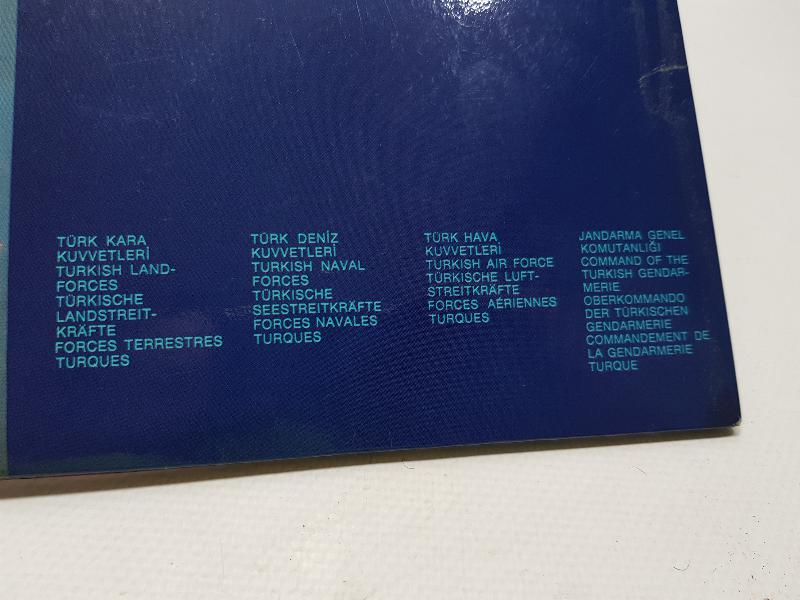 TÜRK KARA
KUVVETLERİ
TURKISH LAND-
FORCES
TÜRKISCHE
LANDSTREIT-
KRÄFTE
FORCES TERRESTRES
TURQUES
TÜRK DENİZ
KUVVETLERİ
TURKISH NAVAL
FORCES
TÜRKISCHE
SEESTREITKRÄFTE
FORCES NAVALES
TURQUES
TÜRK HAVA
KUVVETLERİ
TURKISH AIR FORCE
TÜRKISCHE LUFT-
STREITKRÄFTE
FORCES AÉRIENNES
TURQUES
JANDARMA GENEL
KOMUTANLIĞI
COMMAND OF THE
TURKISH GENDAR-
MERIE
OBERKOMMANDO
DER TÜRKISCHEN
GENDARMERIE
COMMANDEMENT DE
LA GENDARMERIE
TURQUE